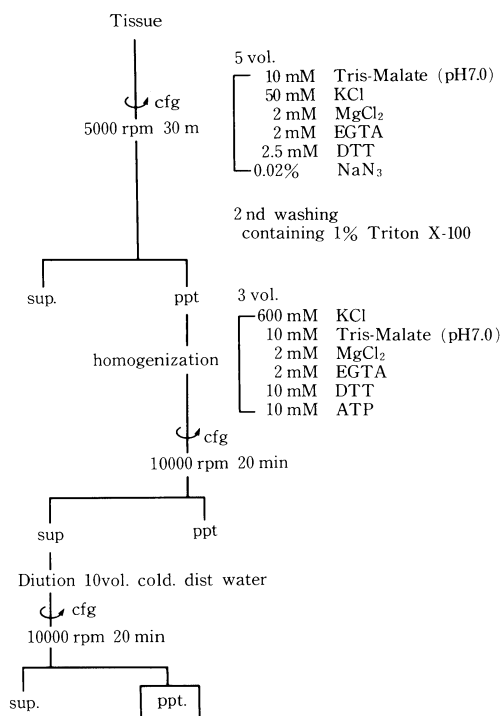 Tissue
cfg
5000 rpm 30 m
5 vol.
10 mM Tris-Malate (pH7.0)
50 mM KCl
2 mM MgCl₂
2 mM EGTA
2.5 mM DTT
0.02% NaN₃
2 nd washing
containing 1% Triton X-100
sup. ppt
3 vol.
600 mM KCl
10 mM Tris-Malate (pH7.0)
2 mM MgCl₂
2 mM EGTA
10 mM DTT
10 mM ATP
homogenization
cfg
10000 rpm 20 min
sup ppt
Diution 10vol. cold. dist water
cfg
10000 rpm 20 min
sup. ppt.